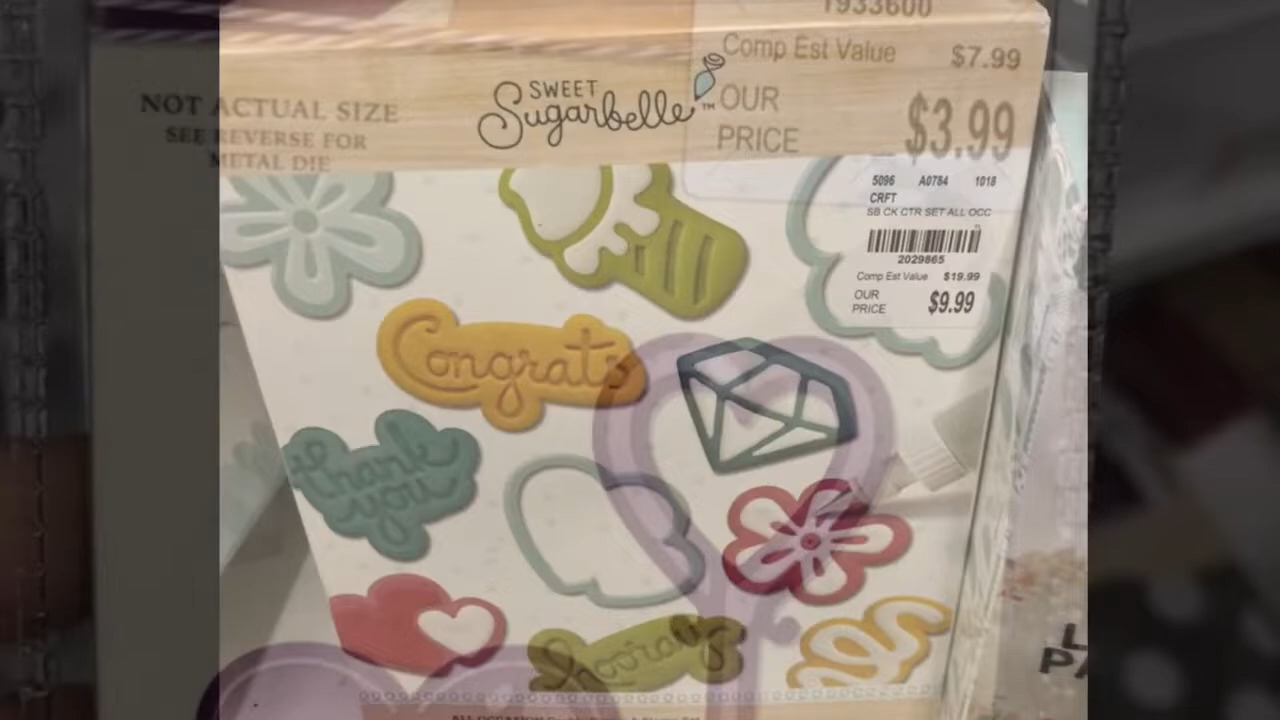 1933600
Comp Est Value $7.99
OUR PRICE $3.99
SWEET
Sugarbelle™
NOT ACTUAL SIZE
SEE REVERSE FOR
METAL DIE
5096 A0784 1018
CRFT
SB CK CTR SET ALL OCC
2029865
Comp Est Value $19.99
OUR PRICE $9.99
Congrats
thank
you
hooray